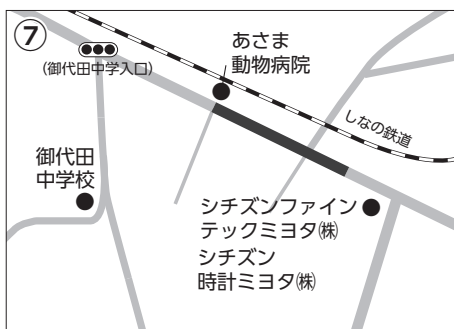 ⑦
(御代田中学入口)
あさま
動物病院
しなの鉄道
御代田
中学校
シチズンファイン
テックミヨタ㈱
シチズン
時計ミヨタ㈱